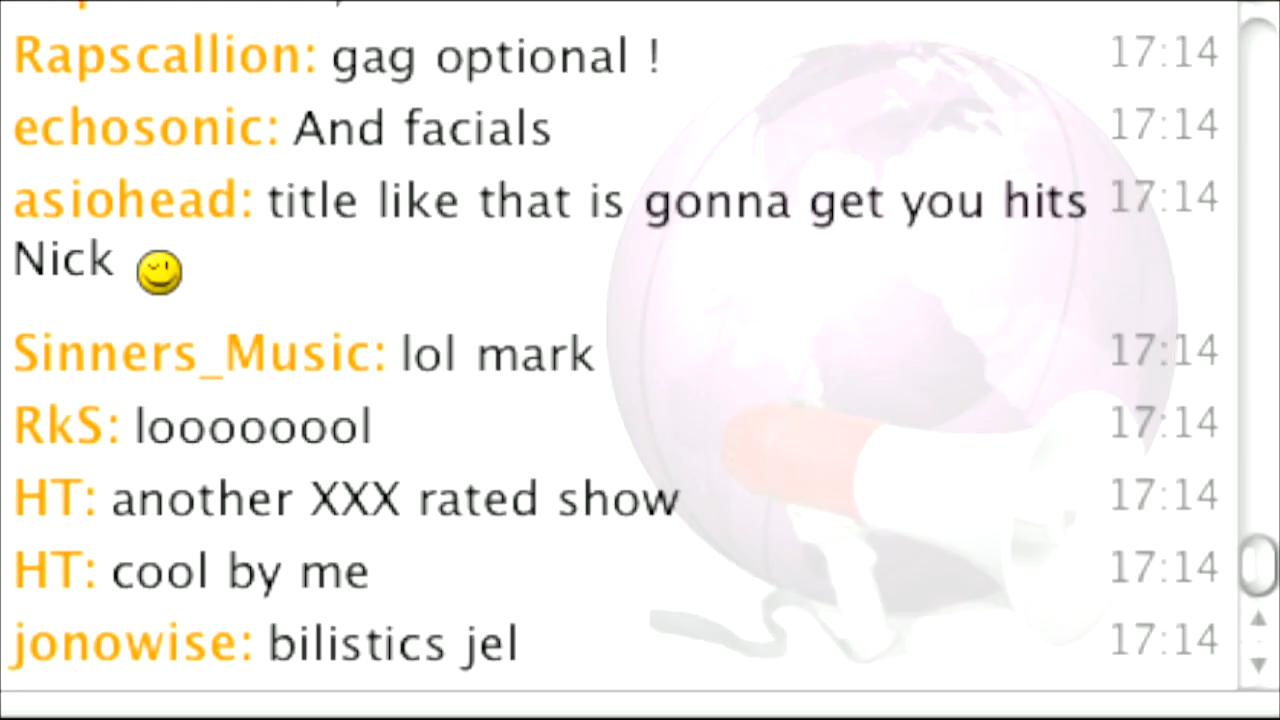 Rapscallion: gag optional ! 17:14
echosonic: And facials 17:14
asiohead: title like that is gonna get you hits 17:14
Nick
Sinners_Music: lol mark 17:14
RkS: loooooool 17:14
HT: another XXX rated show 17:14
HT: cool by me 17:14
jonowise: bilistics jel 17:14